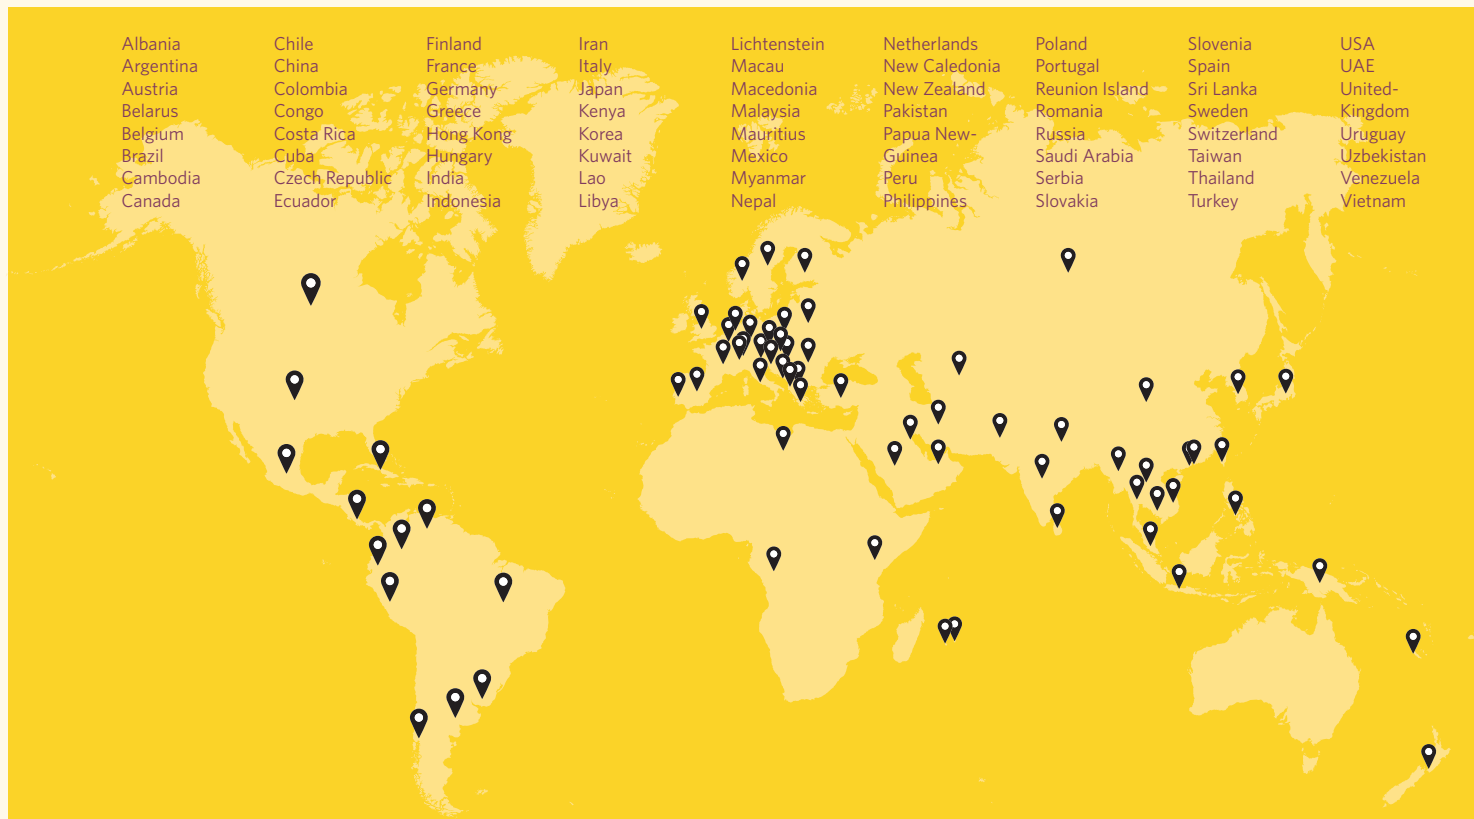 Albania
Argentina
Austria
Belarus
Belgium
Brazil
Cambodia
Canada
Chile
China
Colombia
Congo
Costa Rica
Cuba
Czech Republic
Ecuador
Finland
France
Germany
Greece
Hong Kong
Hungary
India
Indonesia
Iran
Italy
Japan
Kenya
Korea
Kuwait
Lao
Libya
Lichtenstein
Macau
Macedonia
Malaysia
Mauritius
Mexico
Myanmar
Nepal
Netherlands
New Caledonia
New Zealand
Pakistan
Papua New-
Guinea
Peru
Philippines
Poland
Portugal
Reunion Island
Romania
Russia
Saudi Arabia
Serbia
Slovakia
Slovenia
Spain
Sri Lanka
Sweden
Switzerland
Taiwan
Thailand
Turkey
USA
UAE
United-
Kingdom
Uruguay
Uzbekistan
Venezuela
Vietnam